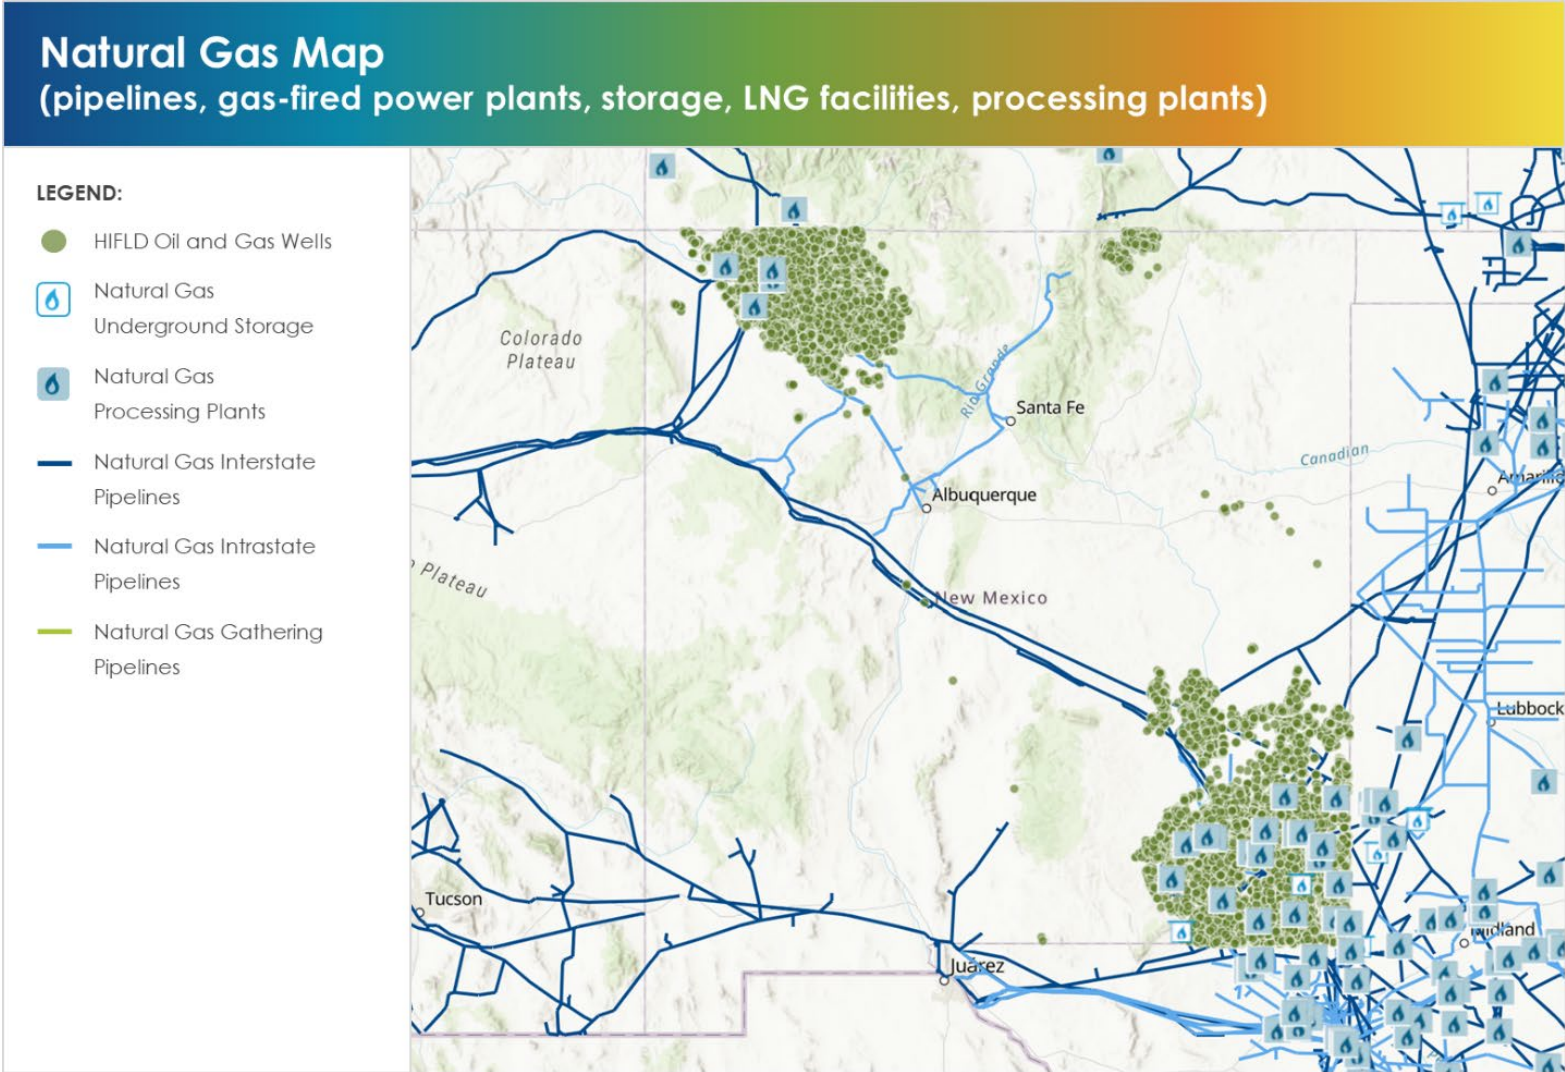 Natural Gas Map
(pipelines, gas-fired power plants, storage, LNG facilities, processing plants)
LEGEND:
HIFLD Oil and Gas Wells
Natural Gas
Underground Storage
Natural Gas
Processing Plants
Natural Gas Interstate
Pipelines
Natural Gas Intrastate
Pipelines
Natural Gas Gathering
Pipelines
Colorado
Plateau
Rio Grande
Santa Fe
Canadian
Amarillo
Albuquerque
Plateau
New Mexico
Lubbock
Tucson
Midland
Juárez